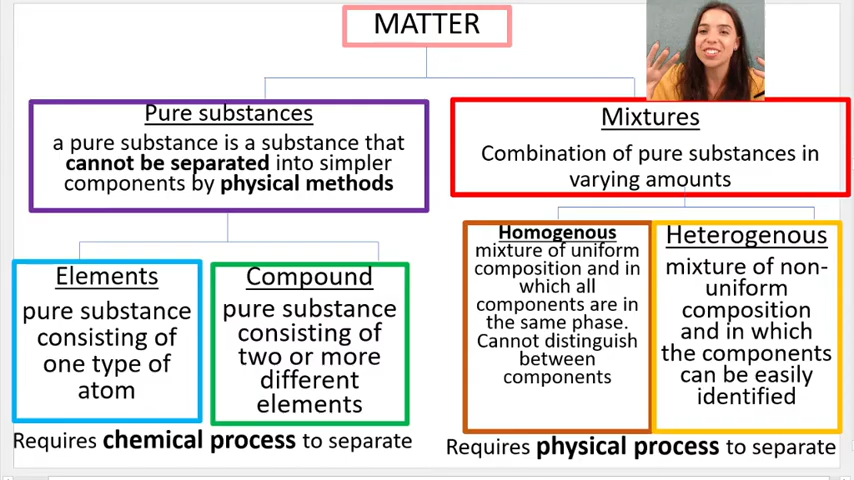 MATTER
Pure substances
a pure substance is a substance that
cannot be separated into simpler
components by physical methods
Mixtures
Combination of pure substances in
varying amounts
Elements
pure substance
consisting of
one type of
atom
Compound
pure substance
consisting of
two or more
different
elements
Requires chemical process to separate
Homogenous
mixture of uniform
composition and in
which all
components are in
the same phase.
Cannot distinguish
between
components
Heterogenous
mixture of non-
uniform
composition
and in which
the components
can be easily
identified
Requires physical process to separate